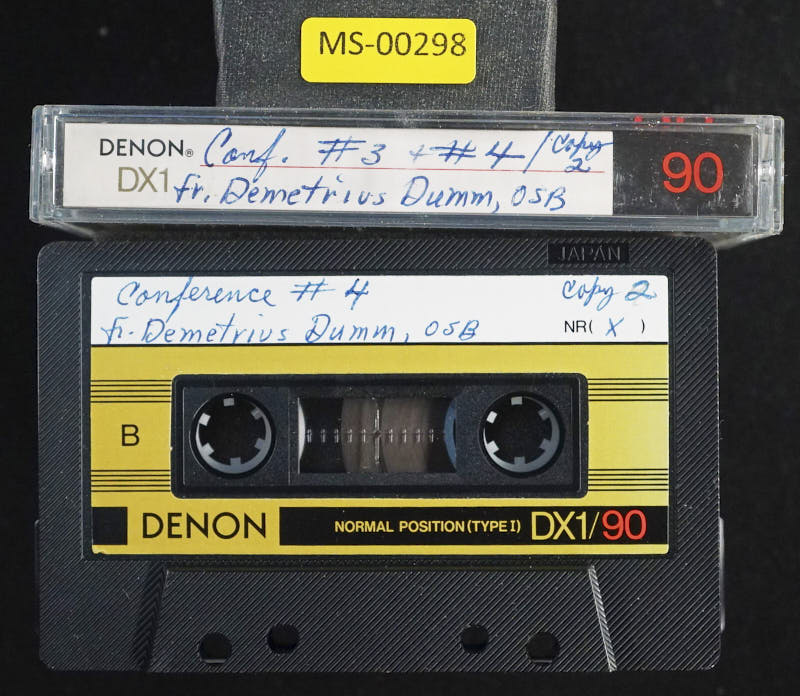 MS-00298
DENON® Conf. #3 + #4 / Copy 2
DX1 Fr. Demetrius Dumm, OSB
90
JAPAN
Conference #4 Copy 2
Fr. Demetrius Dumm, OSB NR( X )
B
DENON NORMAL POSITION (TYPE I) DX1/90